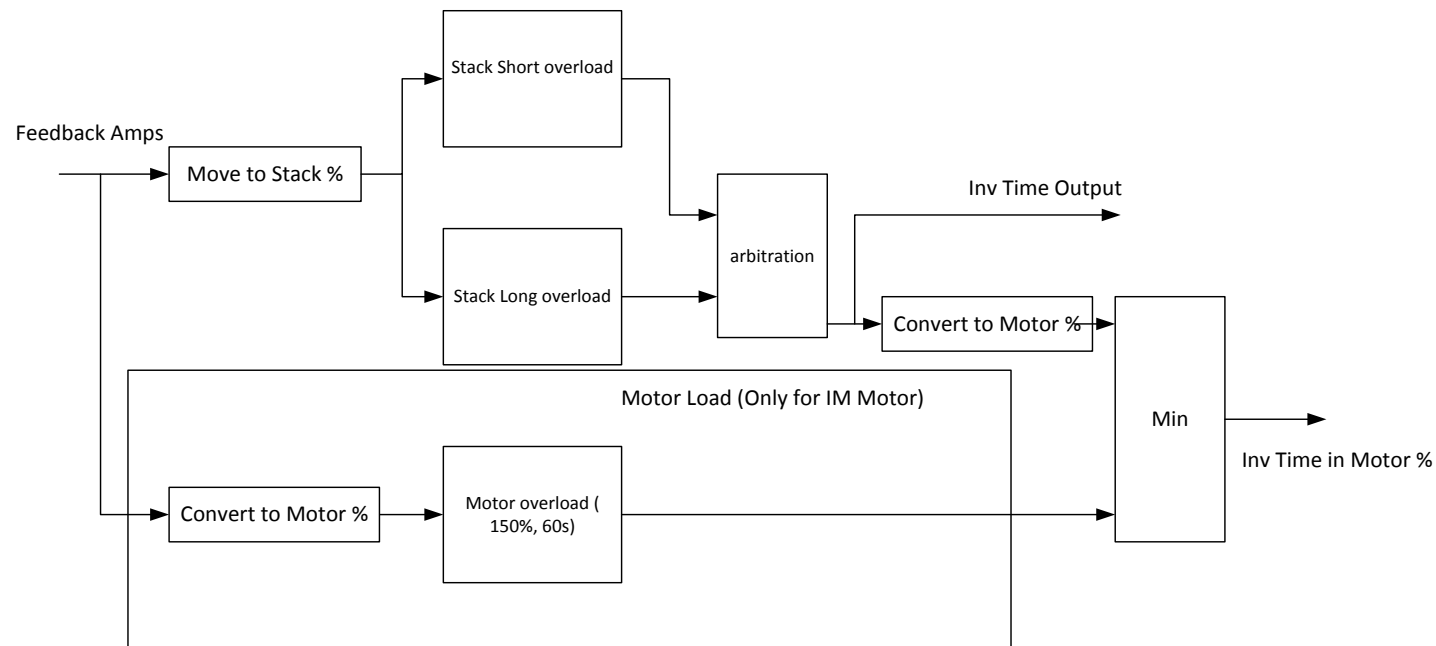 Stack Short overload
Feedback Amps
Move to Stack %
Inv Time Output
arbitration
Stack Long overload
Convert to Motor %
Motor Load (Only for IM Motor)
Min
Inv Time in Motor %
Convert to Motor %
Motor overload (
150%, 60s)